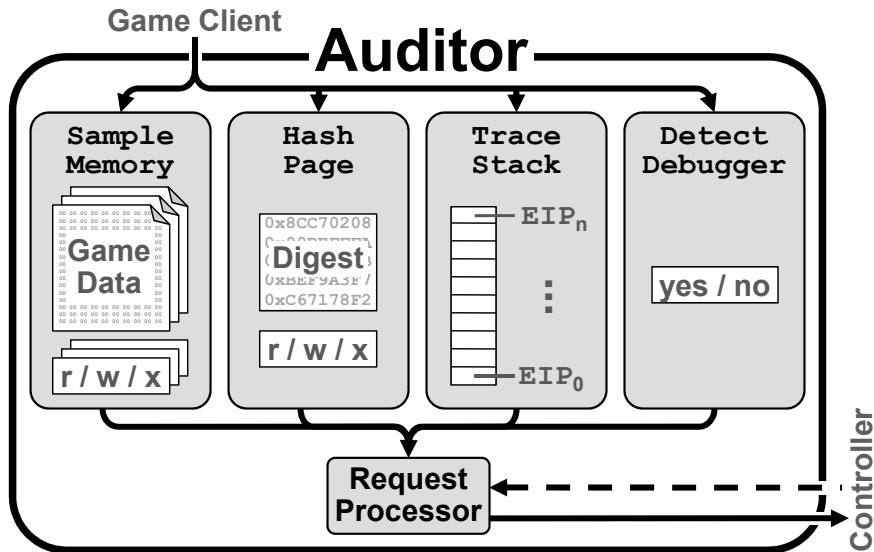 Game Client
Auditor
Sample
Memory
Game
Data
r / w / x
Hash
Page
0x8CC70208
Digest
0xBEF9A3F7
0xC67178F2
r / w / x
Trace
Stack
EIPn
EIP0
Detect
Debugger
yes / no
Request
Processor
Controller